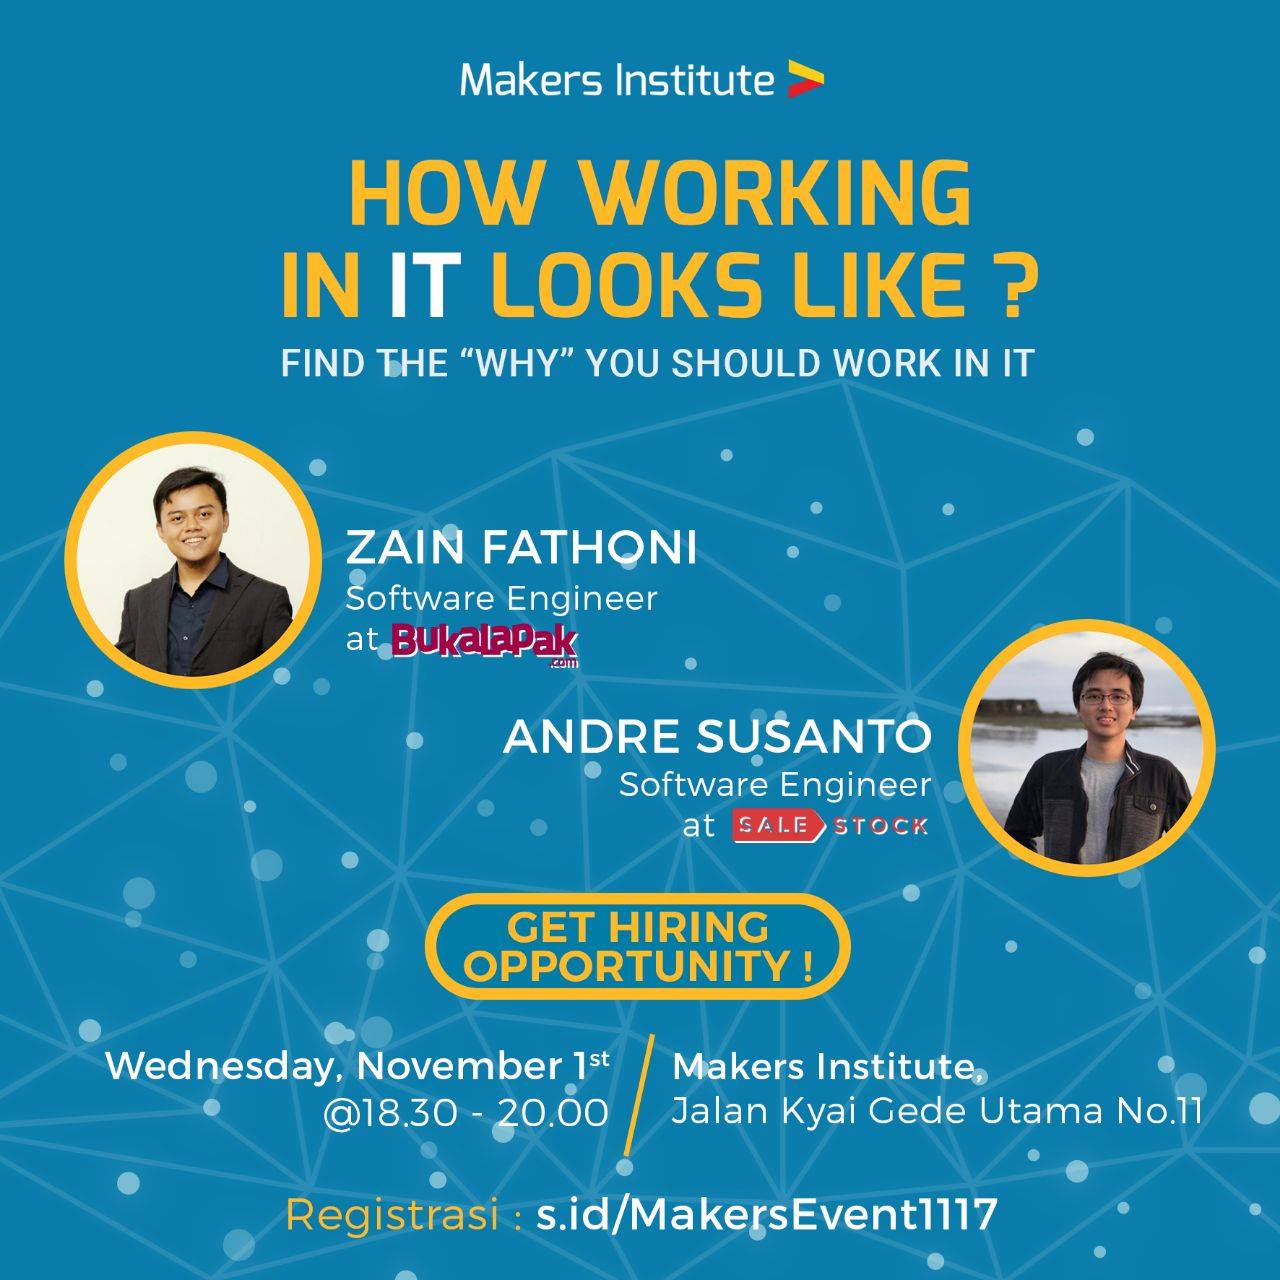 Makers Institute
HOW WORKING
IN IT LOOKS LIKE ?
FIND THE “WHY” YOU SHOULD WORK IN IT
ZAIN FATHONI
Software Engineer
at Bukalapak
.com
ANDRE SUSANTO
Software Engineer
at SALE STOCK
GET HIRING
OPPORTUNITY !
Wednesday, November 1st
@18.30 - 20.00
Makers Institute,
Jalan Kyai Gede Utama No.11
Registrasi : s.id/MakersEvent1117